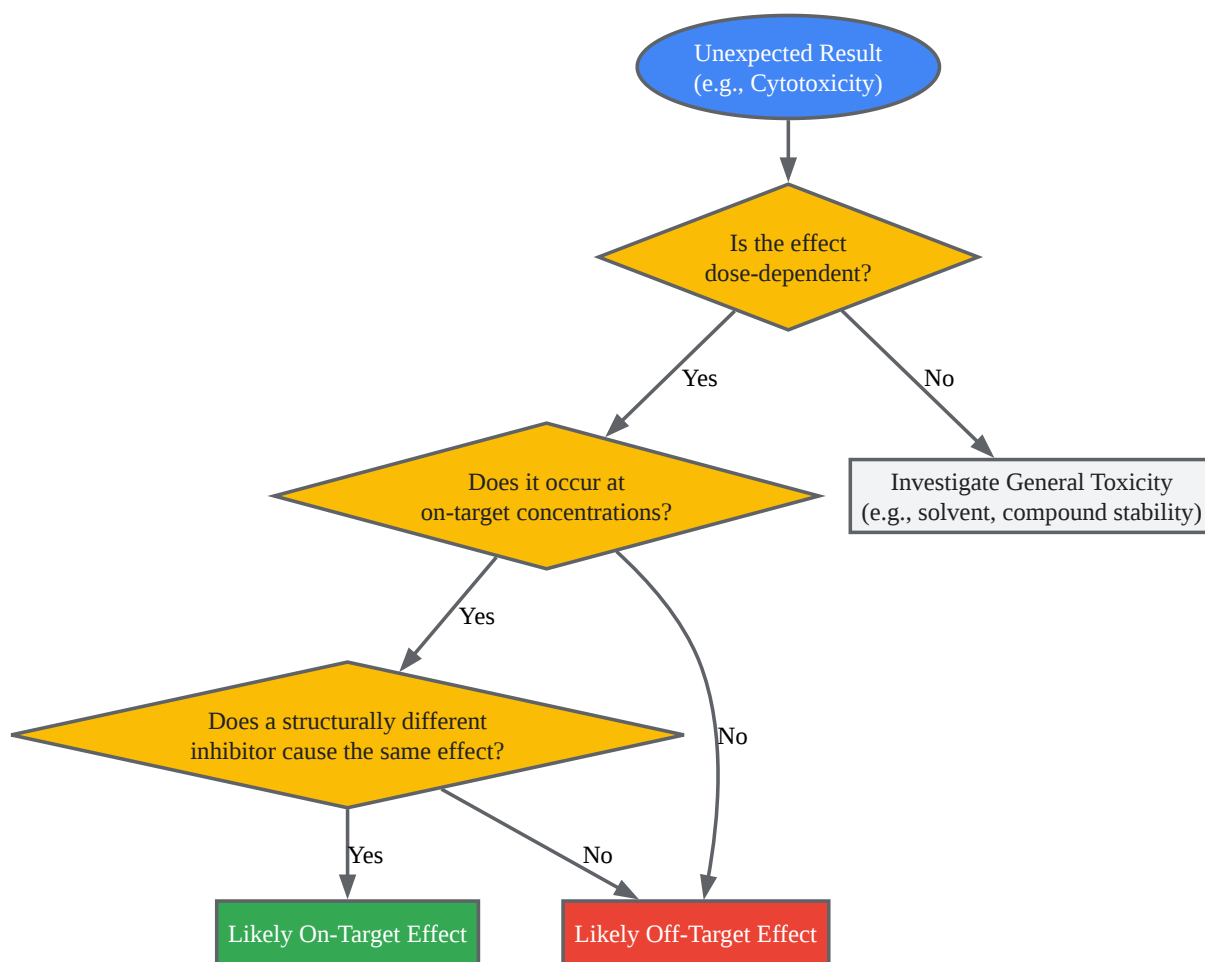 Unexpected Result
(e.g., Cytotoxicity)
Is the effect
dose-dependent?
Yes
No
Does it occur at
on-target concentrations?
Investigate General Toxicity
(e.g., solvent, compound stability)
Yes
No
Does a structurally different
inhibitor cause the same effect?
Yes
No
Likely On-Target Effect
Likely Off-Target Effect